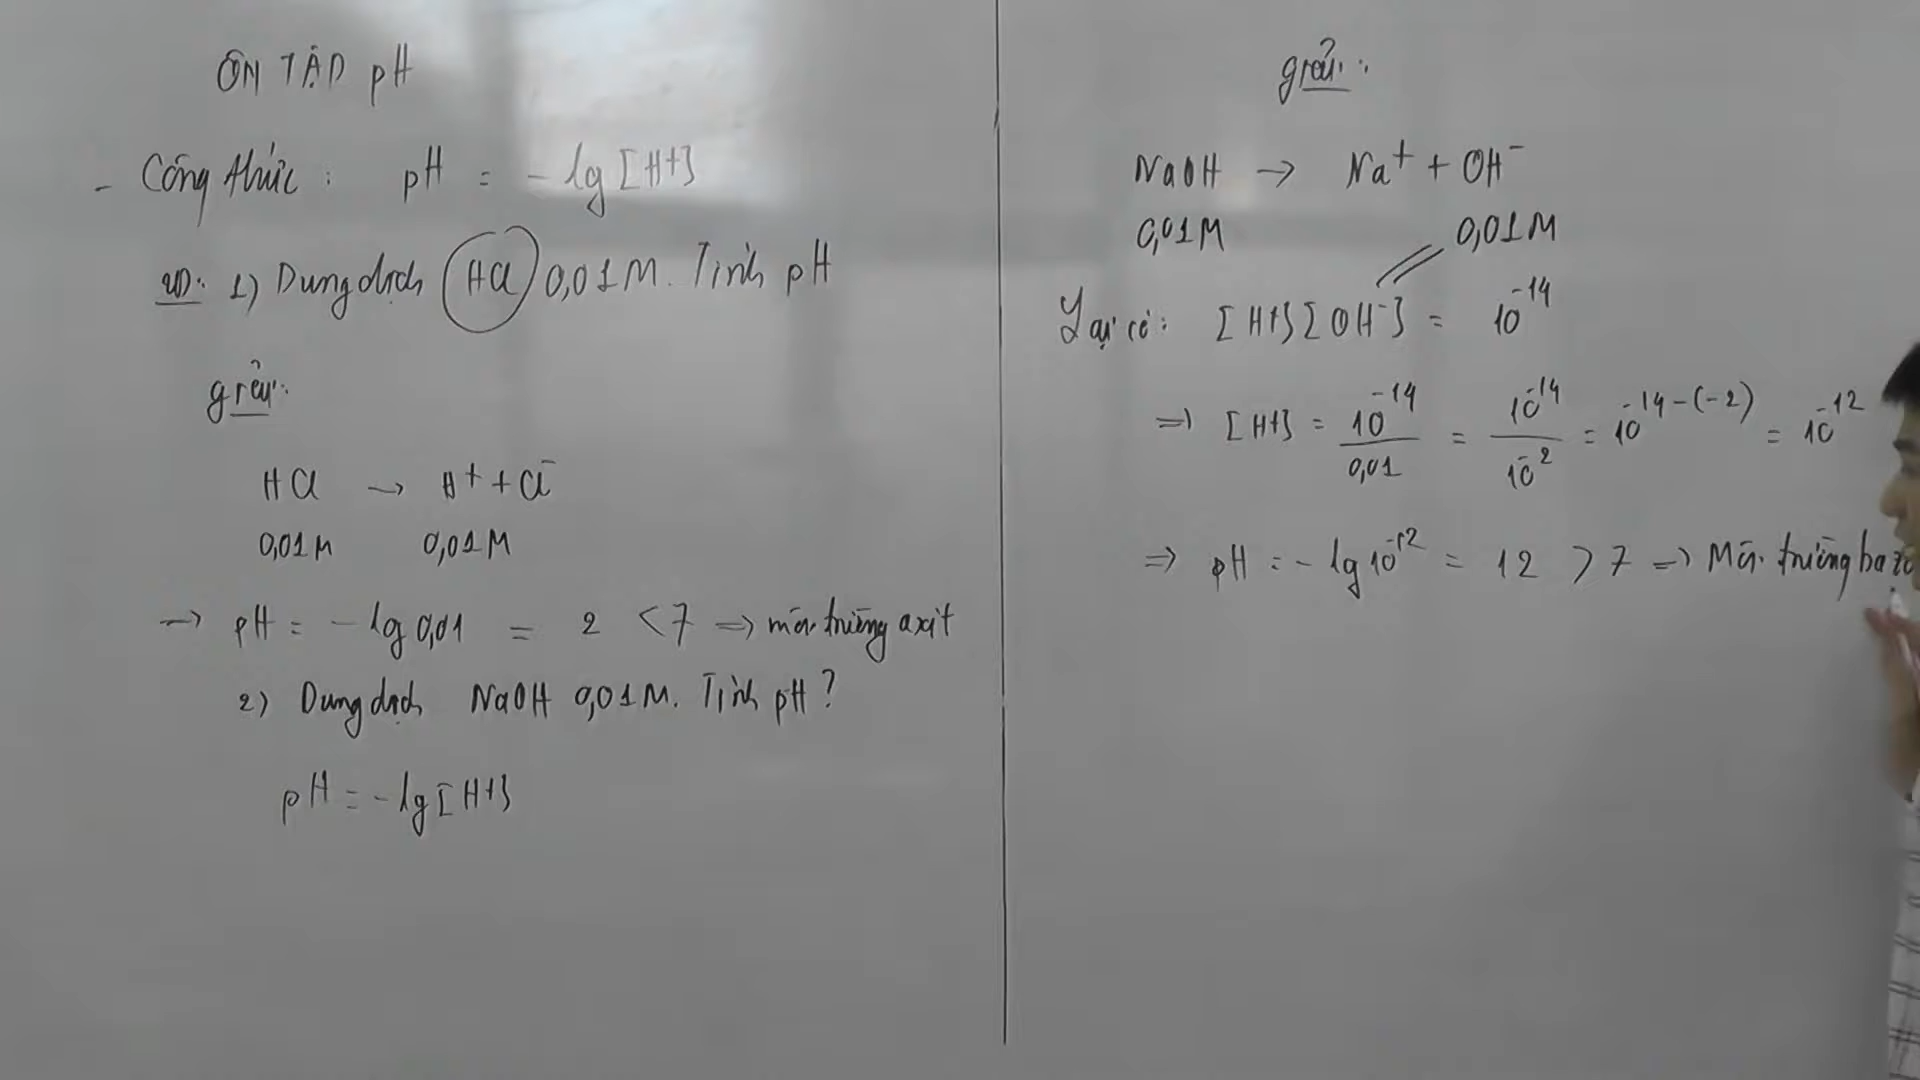 ÔN TẬP pH
- Công thức : pH = - lg [H+]
VD: 1) Dung dịch HCl 0,01M. Tính pH
giải:
HCl → H+ + Cl-
0,01M 0,01M
→ pH = - lg 0,01 = 2 < 7 => môi trường axit
2) Dung dịch NaOH 0,01M. Tính pH?
pH = - lg [H+]
giải:
NaOH → Na+ + OH-
0,01M 0,01M
Lại có: [H+][OH-] = 10^-14
=> [H+] = 10^-14 / 0,01 = 10^-14 / 10^-2 = 10^-14-(-2) = 10^-12
=> pH = - lg 10^-12 = 12 > 7 => Môi trường bazơ